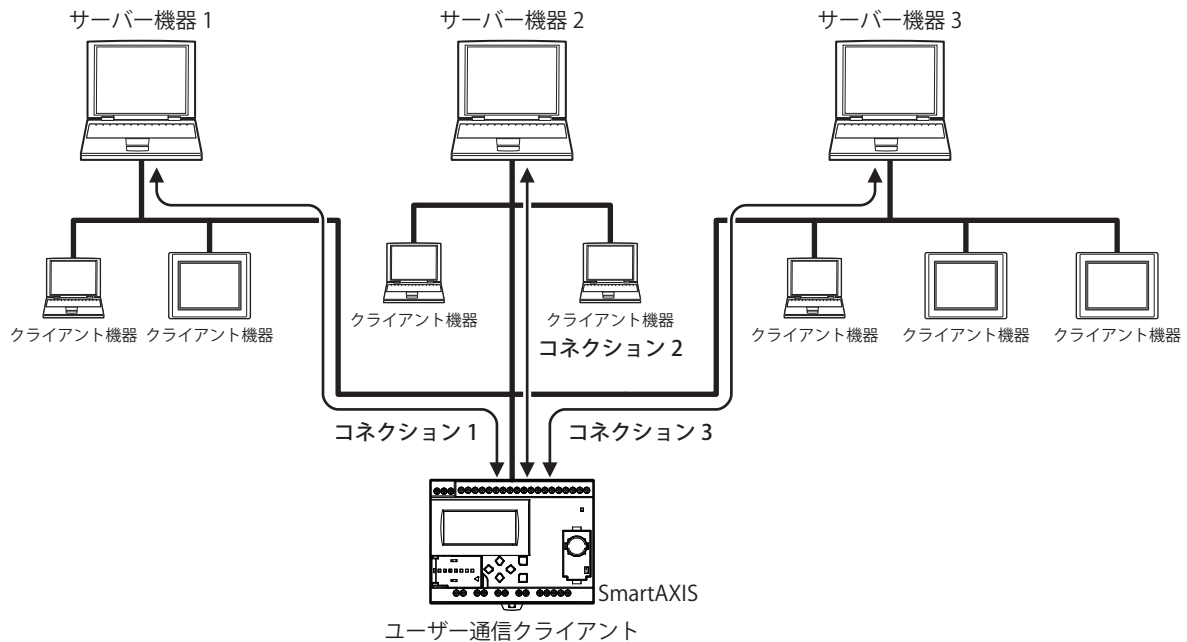 サーバー機器 1
サーバー機器 2
サーバー機器 3
クライアント機器
クライアント機器
クライアント機器
クライアント機器
クライアント機器
クライアント機器
クライアント機器
コネクション 2
コネクション 1
コネクション 3
SmartAXIS
ユーザー通信クライアント